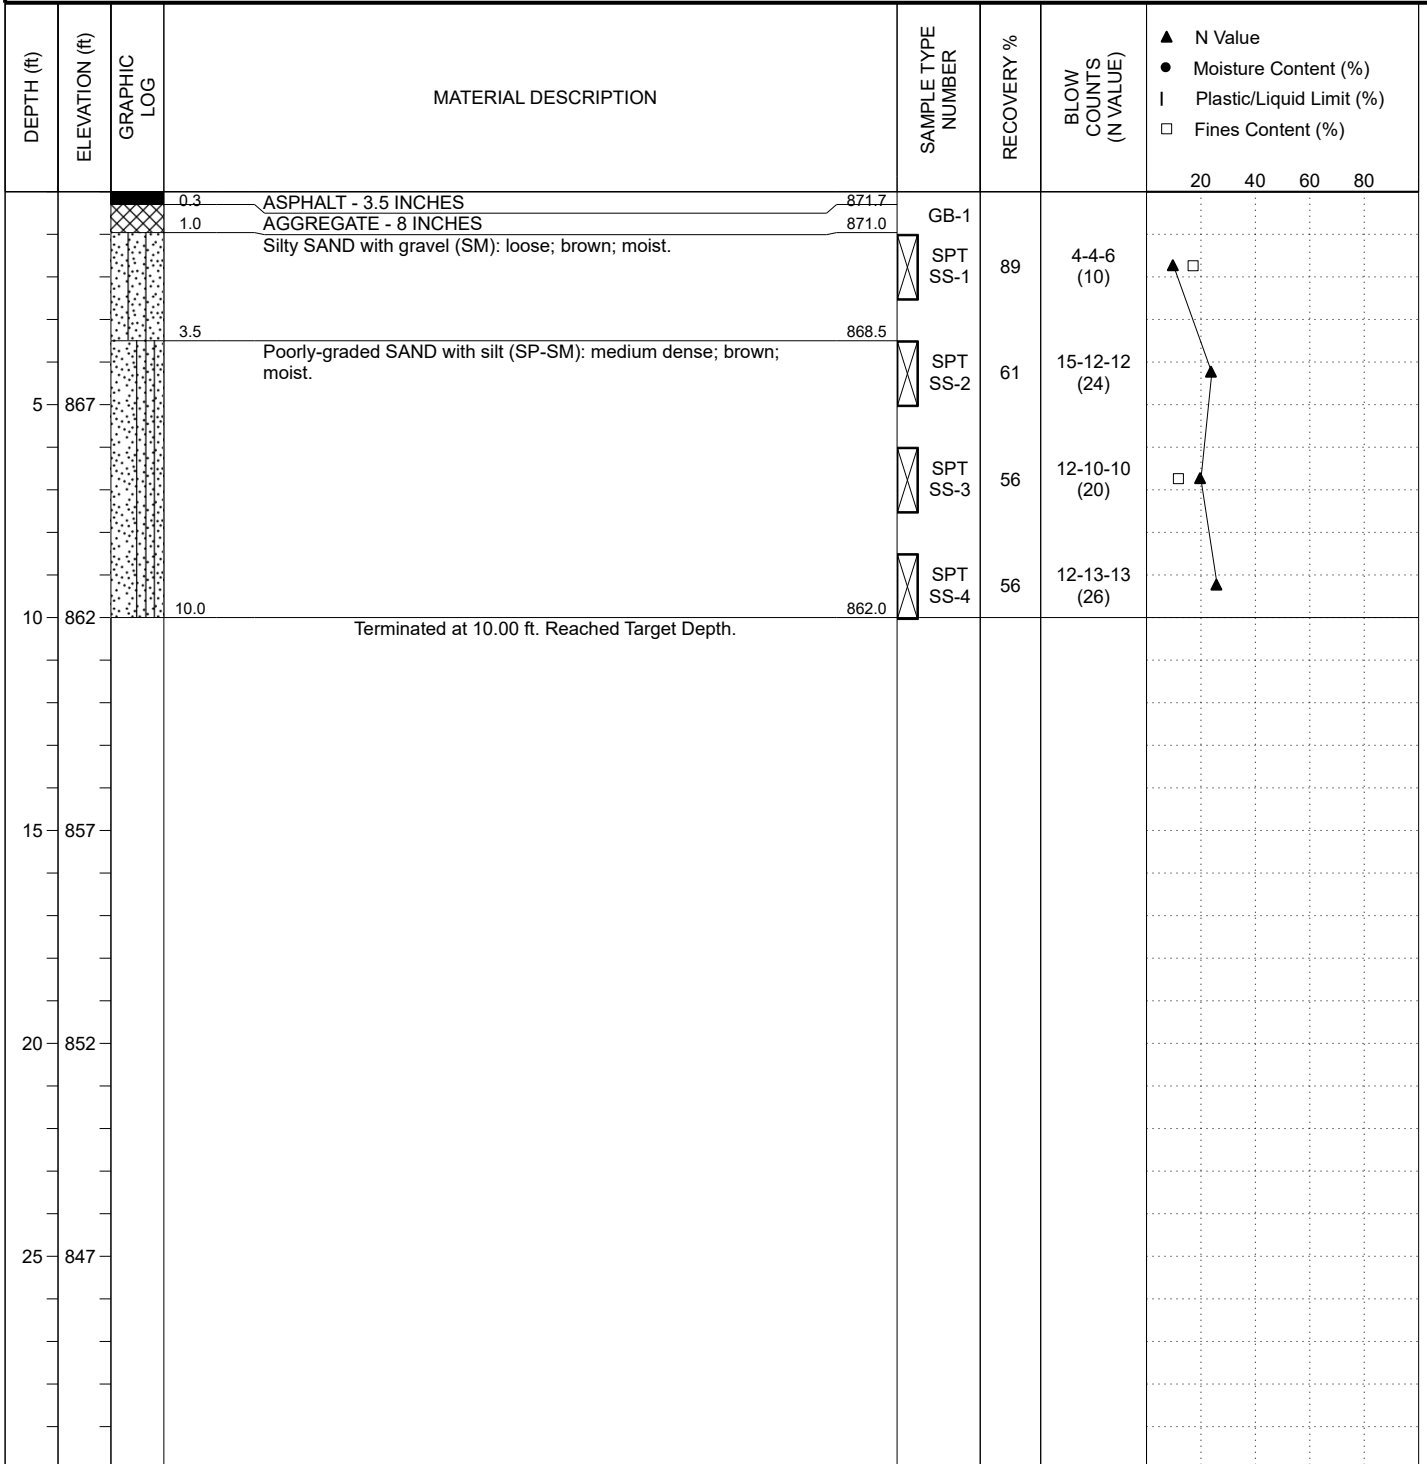 DEPTH (ft)
ELEVATION (ft)
GRAPHIC
LOG
MATERIAL DESCRIPTION
SAMPLE TYPE
NUMBER
RECOVERY %
BLOW
COUNTS
(N VALUE)
N Value
Moisture Content (%)
Plastic/Liquid Limit (%)
Fines Content (%)
20 40 60 80
0.3 ASPHALT - 3.5 INCHES 871.7
1.0 AGGREGATE - 8 INCHES 871.0
GB-1
Silty SAND with gravel (SM): loose; brown; moist.
SPT
SS-1
89
4-4-6
(10)
3.5 868.5
Poorly-graded SAND with silt (SP-SM): medium dense; brown;
moist.
SPT
SS-2
61
15-12-12
(24)
5 867
SPT
SS-3
56
12-10-10
(20)
SPT
SS-4
56
12-13-13
(26)
10.0 862.0
10 862
Terminated at 10.00 ft. Reached Target Depth.
15 857
20 852
25 847